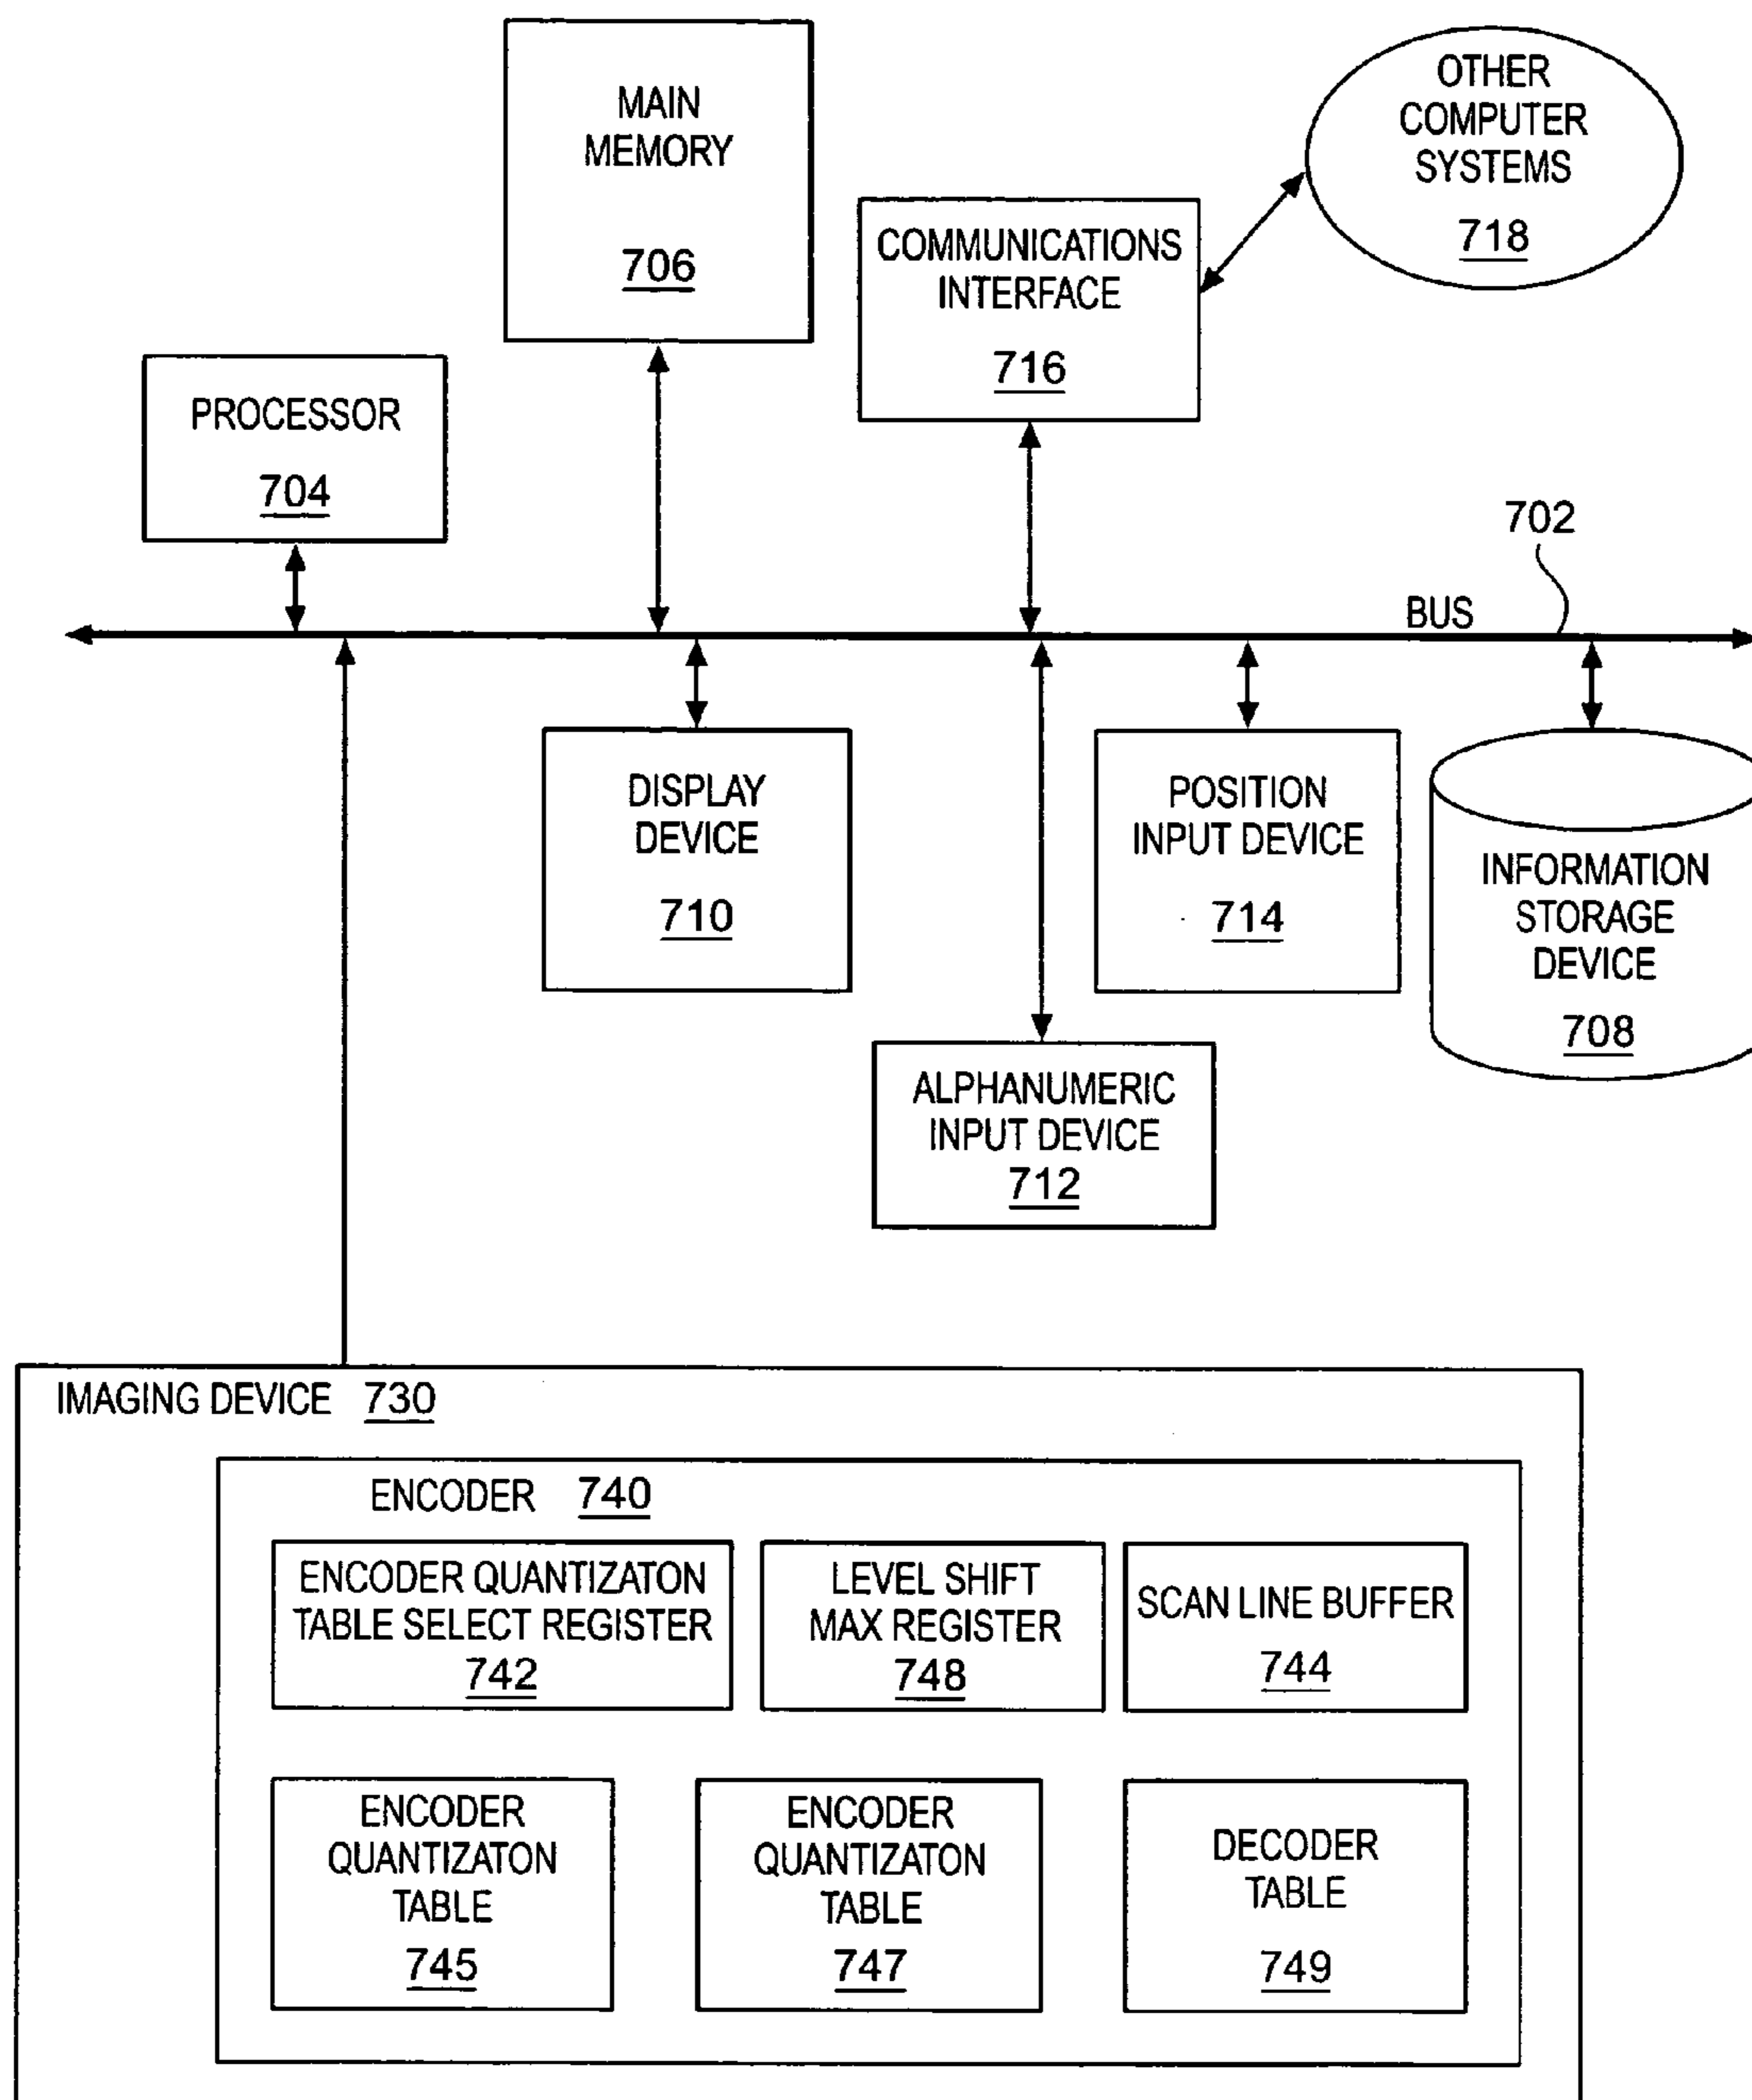 MAIN
MEMORY
706
OTHER
COMPUTER
SYSTEMS
718
COMMUNICATIONS
INTERFACE
716
PROCESSOR
704
702
BUS
DISPLAY
DEVICE
710
POSITION
INPUT DEVICE
714
INFORMATION
STORAGE
DEVICE
708
ALPHANUMERIC
INPUT DEVICE
712
IMAGING DEVICE 730
ENCODER 740
ENCODER QUANTIZATON
TABLE SELECT REGISTER
742
LEVEL SHIFT
MAX REGISTER
748
SCAN LINE BUFFER
744
ENCODER
QUANTIZATON
TABLE
745
ENCODER
QUANTIZATON
TABLE
747
DECODER
TABLE
749